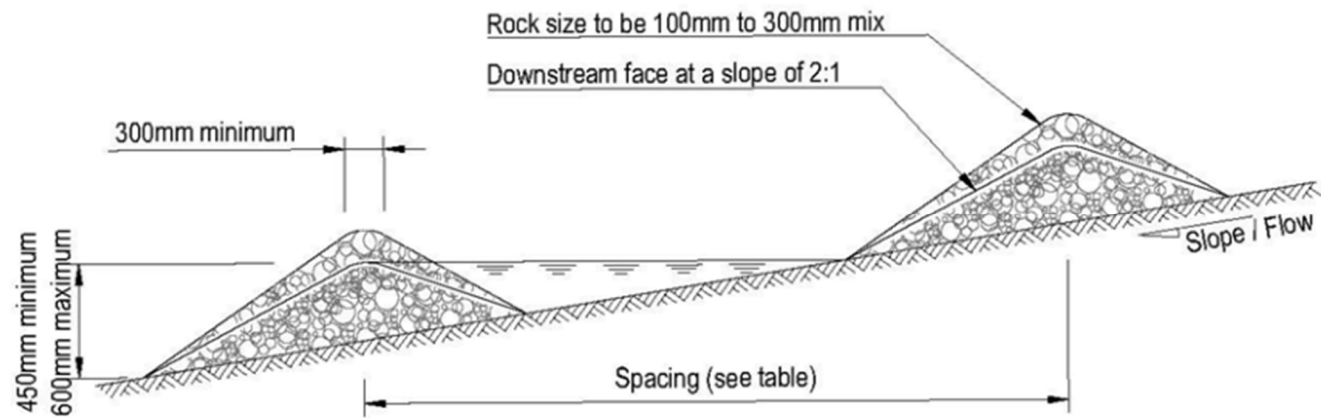 Rock size to be 100mm to 300mm mix
Downstream face at a slope of 2:1
300mm minimum
450mm minimum
600mm maximum
Slope / Flow
Spacing (see table)